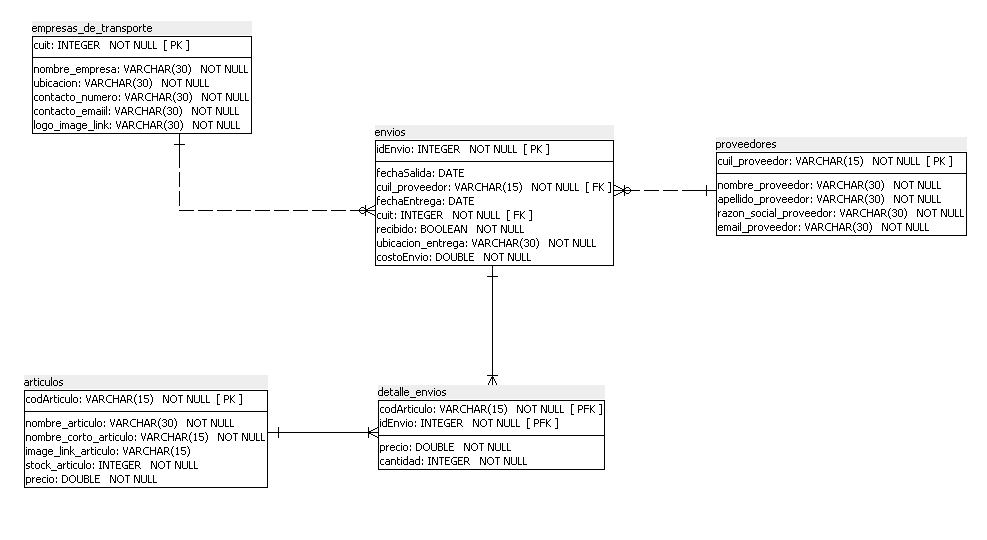 empresas_de_transporte
cuit: INTEGER NOT NULL [ PK ]
nombre_empresa: VARCHAR(30) NOT NULL
ubicacion: VARCHAR(30) NOT NULL
contacto_numero: VARCHAR(30) NOT NULL
contacto_emaiil: VARCHAR(30) NOT NULL
logo_image_link: VARCHAR(30) NOT NULL
envios
idEnvio: INTEGER NOT NULL [ PK ]
fechaSalida: DATE
cuil_proveedor: VARCHAR(15) NOT NULL [ FK ]
fechaEntrega: DATE
cuit: INTEGER NOT NULL [ FK ]
recibido: BOOLEAN NOT NULL
ubicacion_entrega: VARCHAR(30) NOT NULL
costoEnvio: DOUBLE NOT NULL
proveedores
cuil_proveedor: VARCHAR(15) NOT NULL [ PK ]
nombre_proveedor: VARCHAR(30) NOT NULL
apellido_proveedor: VARCHAR(30) NOT NULL
razon_social_proveedor: VARCHAR(30) NOT NULL
email_proveedor: VARCHAR(30) NOT NULL
articulos
codArticulo: VARCHAR(15) NOT NULL [ PK ]
nombre_articulo: VARCHAR(30) NOT NULL
nombre_corto_articulo: VARCHAR(15) NOT NULL
image_link_articulo: VARCHAR(15)
stock_articulo: INTEGER NOT NULL
precio: DOUBLE NOT NULL
detalle_envios
codArticulo: VARCHAR(15) NOT NULL [ PFK ]
idEnvio: INTEGER NOT NULL [ PFK ]
precio: DOUBLE NOT NULL
cantidad: INTEGER NOT NULL